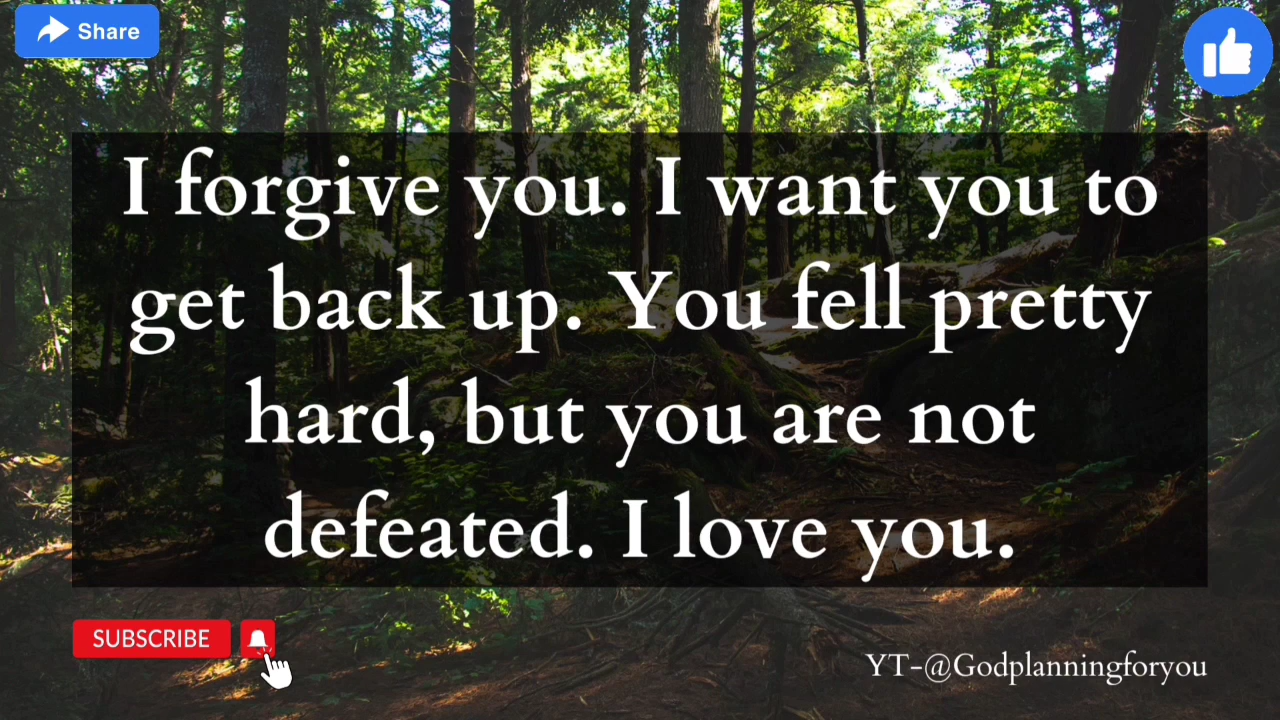 Share
I forgive you. I want you to
get back up. You fell pretty
hard, but you are not
defeated. I love you.
SUBSCRIBE
YT-@Godplanningforyou